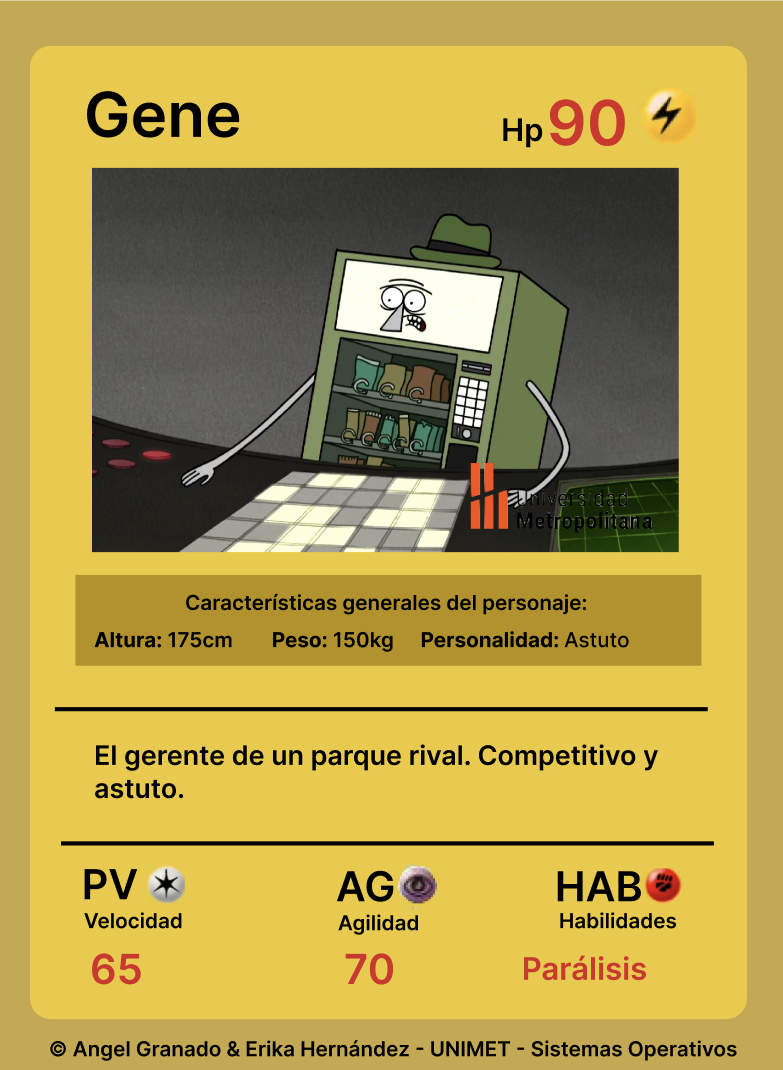 Gene
Hp 90
Universidad
Metropolitana
Características generales del personaje:
Altura: 175cm Peso: 150kg Personalidad: Astuto
El gerente de un parque rival. Competitivo y
astuto.
PV AG HAB
Velocidad Agilidad Habilidades
65 70 Parálisis
© Angel Granado & Erika Hernández - UNIMET - Sistemas Operativos